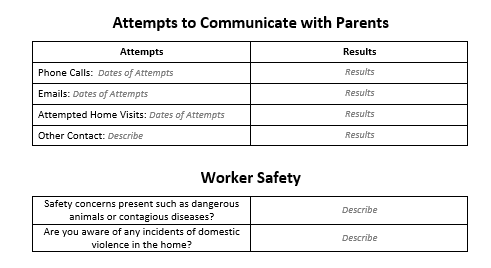 Attempts to Communicate with Parents
Attempts Results
Phone Calls: Dates of Attempts Results
Emails: Dates of Attempts Results
Attempted Home Visits: Dates of Attempts Results
Other Contact: Describe Results
Worker Safety
Safety concerns present such as dangerous
animals or contagious diseases?
Describe
Are you aware of any incidents of domestic
violence in the home?
Describe